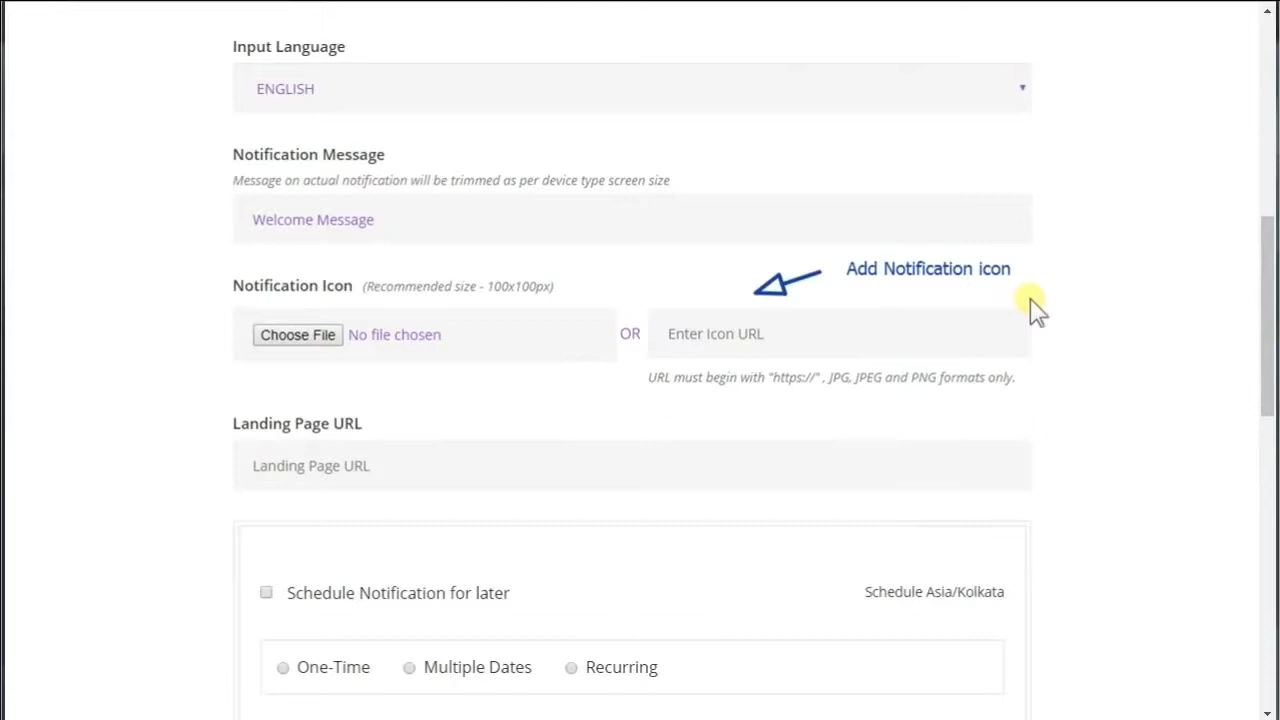 Input Language
ENGLISH
Notification Message
Message on actual notification will be trimmed as per device type screen size
Welcome Message
Add Notification icon
Notification Icon (Recommended size - 100x100px)
Choose File No file chosen OR Enter Icon URL
URL must begin with "https://" , JPG, JPEG and PNG formats only.
Landing Page URL
Landing Page URL
Schedule Notification for later Schedule Asia/Kolkata
One-Time Multiple Dates Recurring